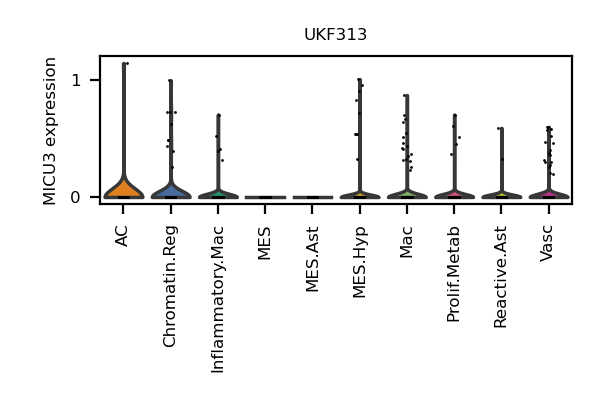 UKF313
MICU3 expression
1
0
AC
Chromatin.Reg
Inflammatory.Mac
MES
MES.Ast
MES.Hyp
Mac
Prolif.Metab
Reactive.Ast
Vasc